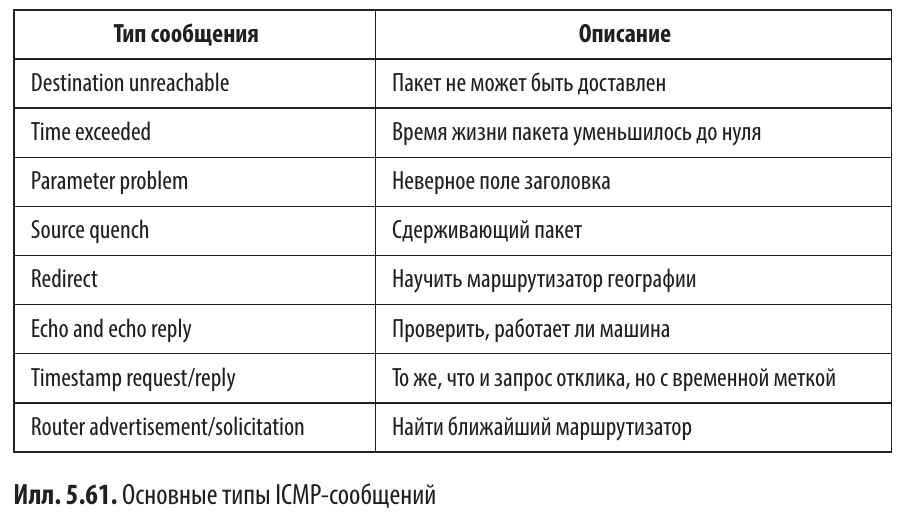 Тип сообщения Описание
Destination unreachable Пакет не может быть доставлен
Time exceeded Время жизни пакета уменьшилось до нуля
Parameter problem Неверное поле заголовка
Source quench Сдерживающий пакет
Redirect Научить маршрутизатор географии
Echo and echo reply Проверить, работает ли машина
Timestamp request/reply То же, что и запрос отклика, но с временной меткой
Router advertisement/solicitation Найти ближайший маршрутизатор
Илл. 5.61. Основные типы ICMP-сообщений